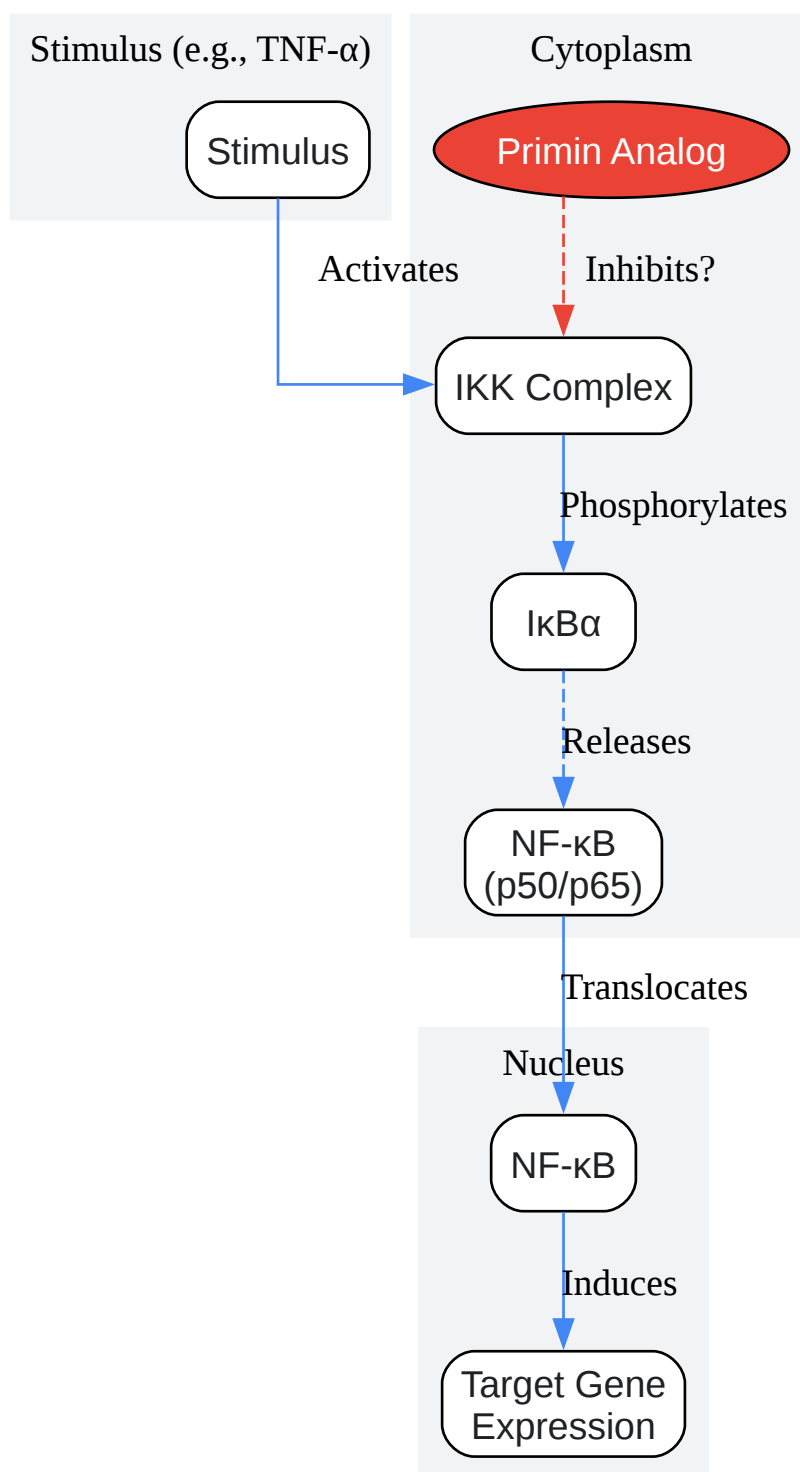 Stimulus (e.g., TNF-α)
Cytoplasm
Stimulus
Primin Analog
Activates
Inhibits?
IKK Complex
Phosphorylates
IκBα
Releases
NF-κB
(p50/p65)
Translocates
Nucleus
NF-κB
Induces
Target Gene
Expression